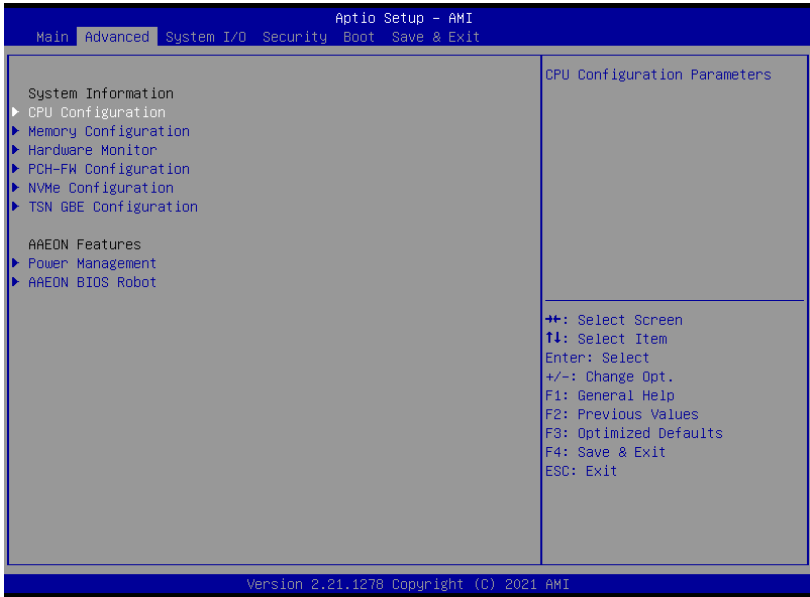 Aptio Setup – AMI
Main Advanced System I/O Security Boot Save & Exit
System Information
CPU Configuration
Memory Configuration
Hardware Monitor
PCH-FW Configuration
NVMe Configuration
TSN GBE Configuration
AAEON Features
Power Management
AAEON BIOS Robot
CPU Configuration Parameters
→←: Select Screen
↑↓: Select Item
Enter: Select
+/-: Change Opt.
F1: General Help
F2: Previous Values
F3: Optimized Defaults
F4: Save & Exit
ESC: Exit
Version 2.21.1278 Copyright (C) 2021 AMI